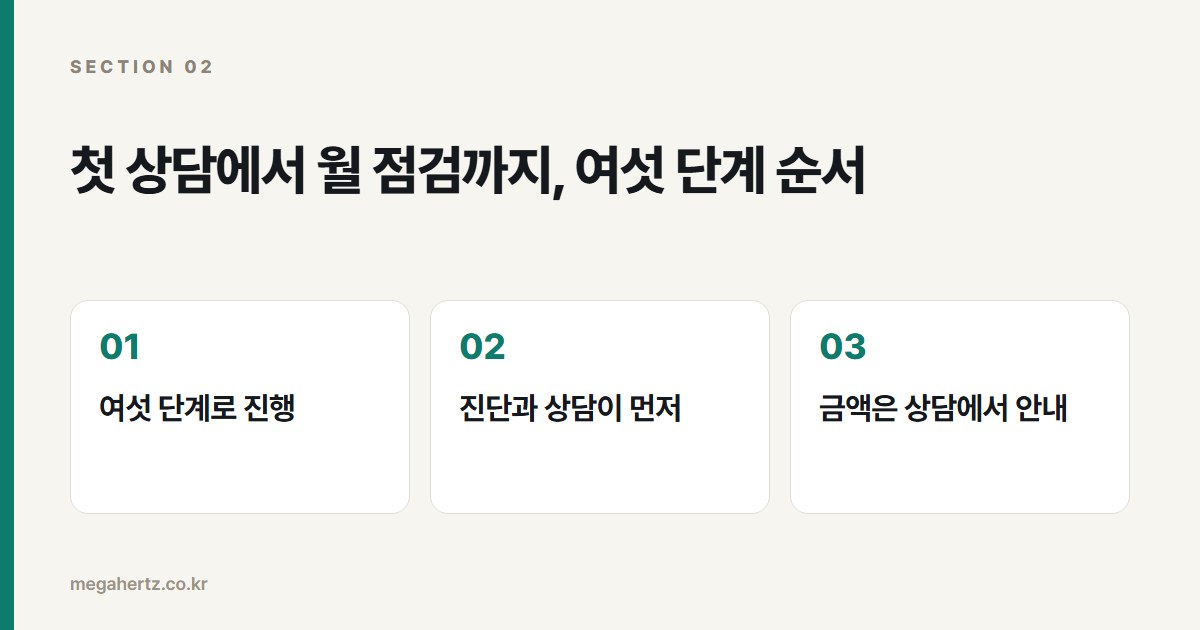 SECTION 02
첫 상담에서 월 점검까지, 여섯 단계 순서
01
여섯 단계로 진행
02
진단과 상담이 먼저
03
금액은 상담에서 안내
megahertz.co.kr